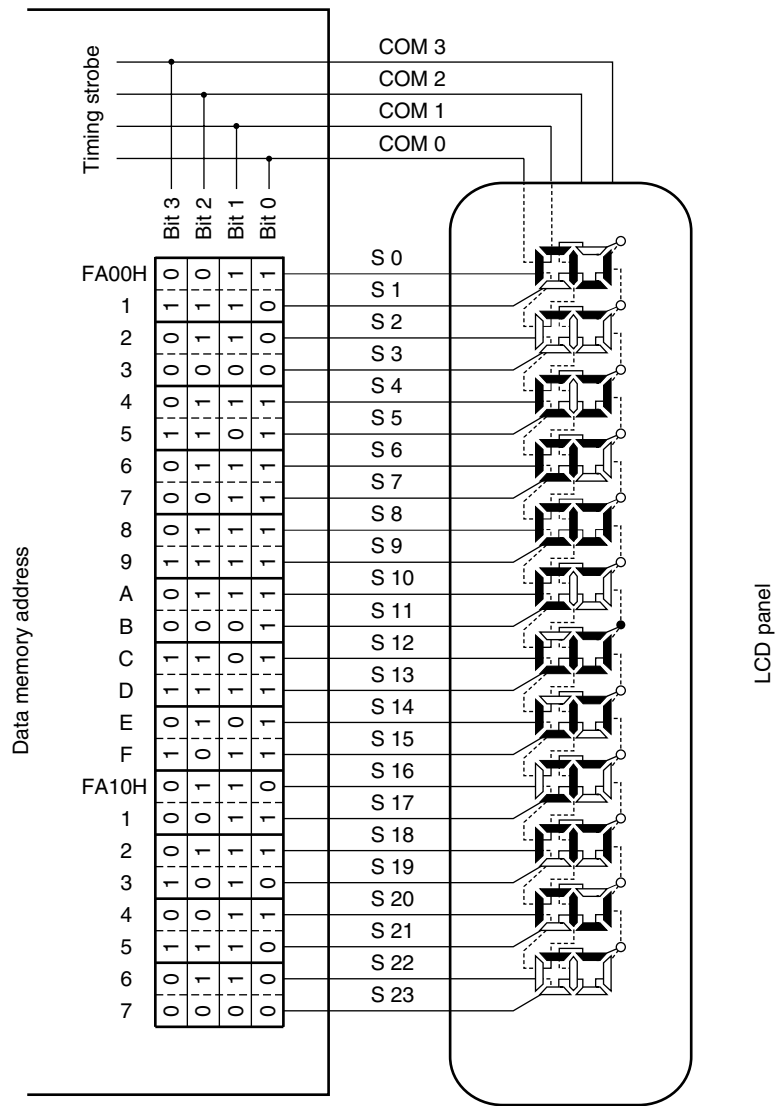 Timing strobe
COM 3
COM 2
COM 1
COM 0
Bit 3 Bit 2 Bit 1 Bit 0
FA00H 0 0 1 1 S 0
1 1 1 1 0 S 1
2 0 1 1 0 S 2
3 0 0 0 0 S 3
4 0 1 1 1 S 4
5 1 1 0 1 S 5
6 0 1 1 1 S 6
7 0 0 1 1 S 7
8 0 1 1 1 S 8
9 1 1 1 1 S 9
A 0 1 1 1 S 10
B 0 0 0 1 S 11
C 1 1 0 1 S 12
D 1 1 1 1 S 13
E 0 1 0 1 S 14
F 1 0 1 1 S 15
FA10H 0 1 1 0 S 16
1 0 0 1 1 S 17
2 0 1 1 1 S 18
3 1 0 1 0 S 19
4 0 0 1 1 S 20
5 1 1 1 0 S 21
6 0 1 1 0 S 22
7 0 0 0 0 S 23
Data memory address
LCD panel